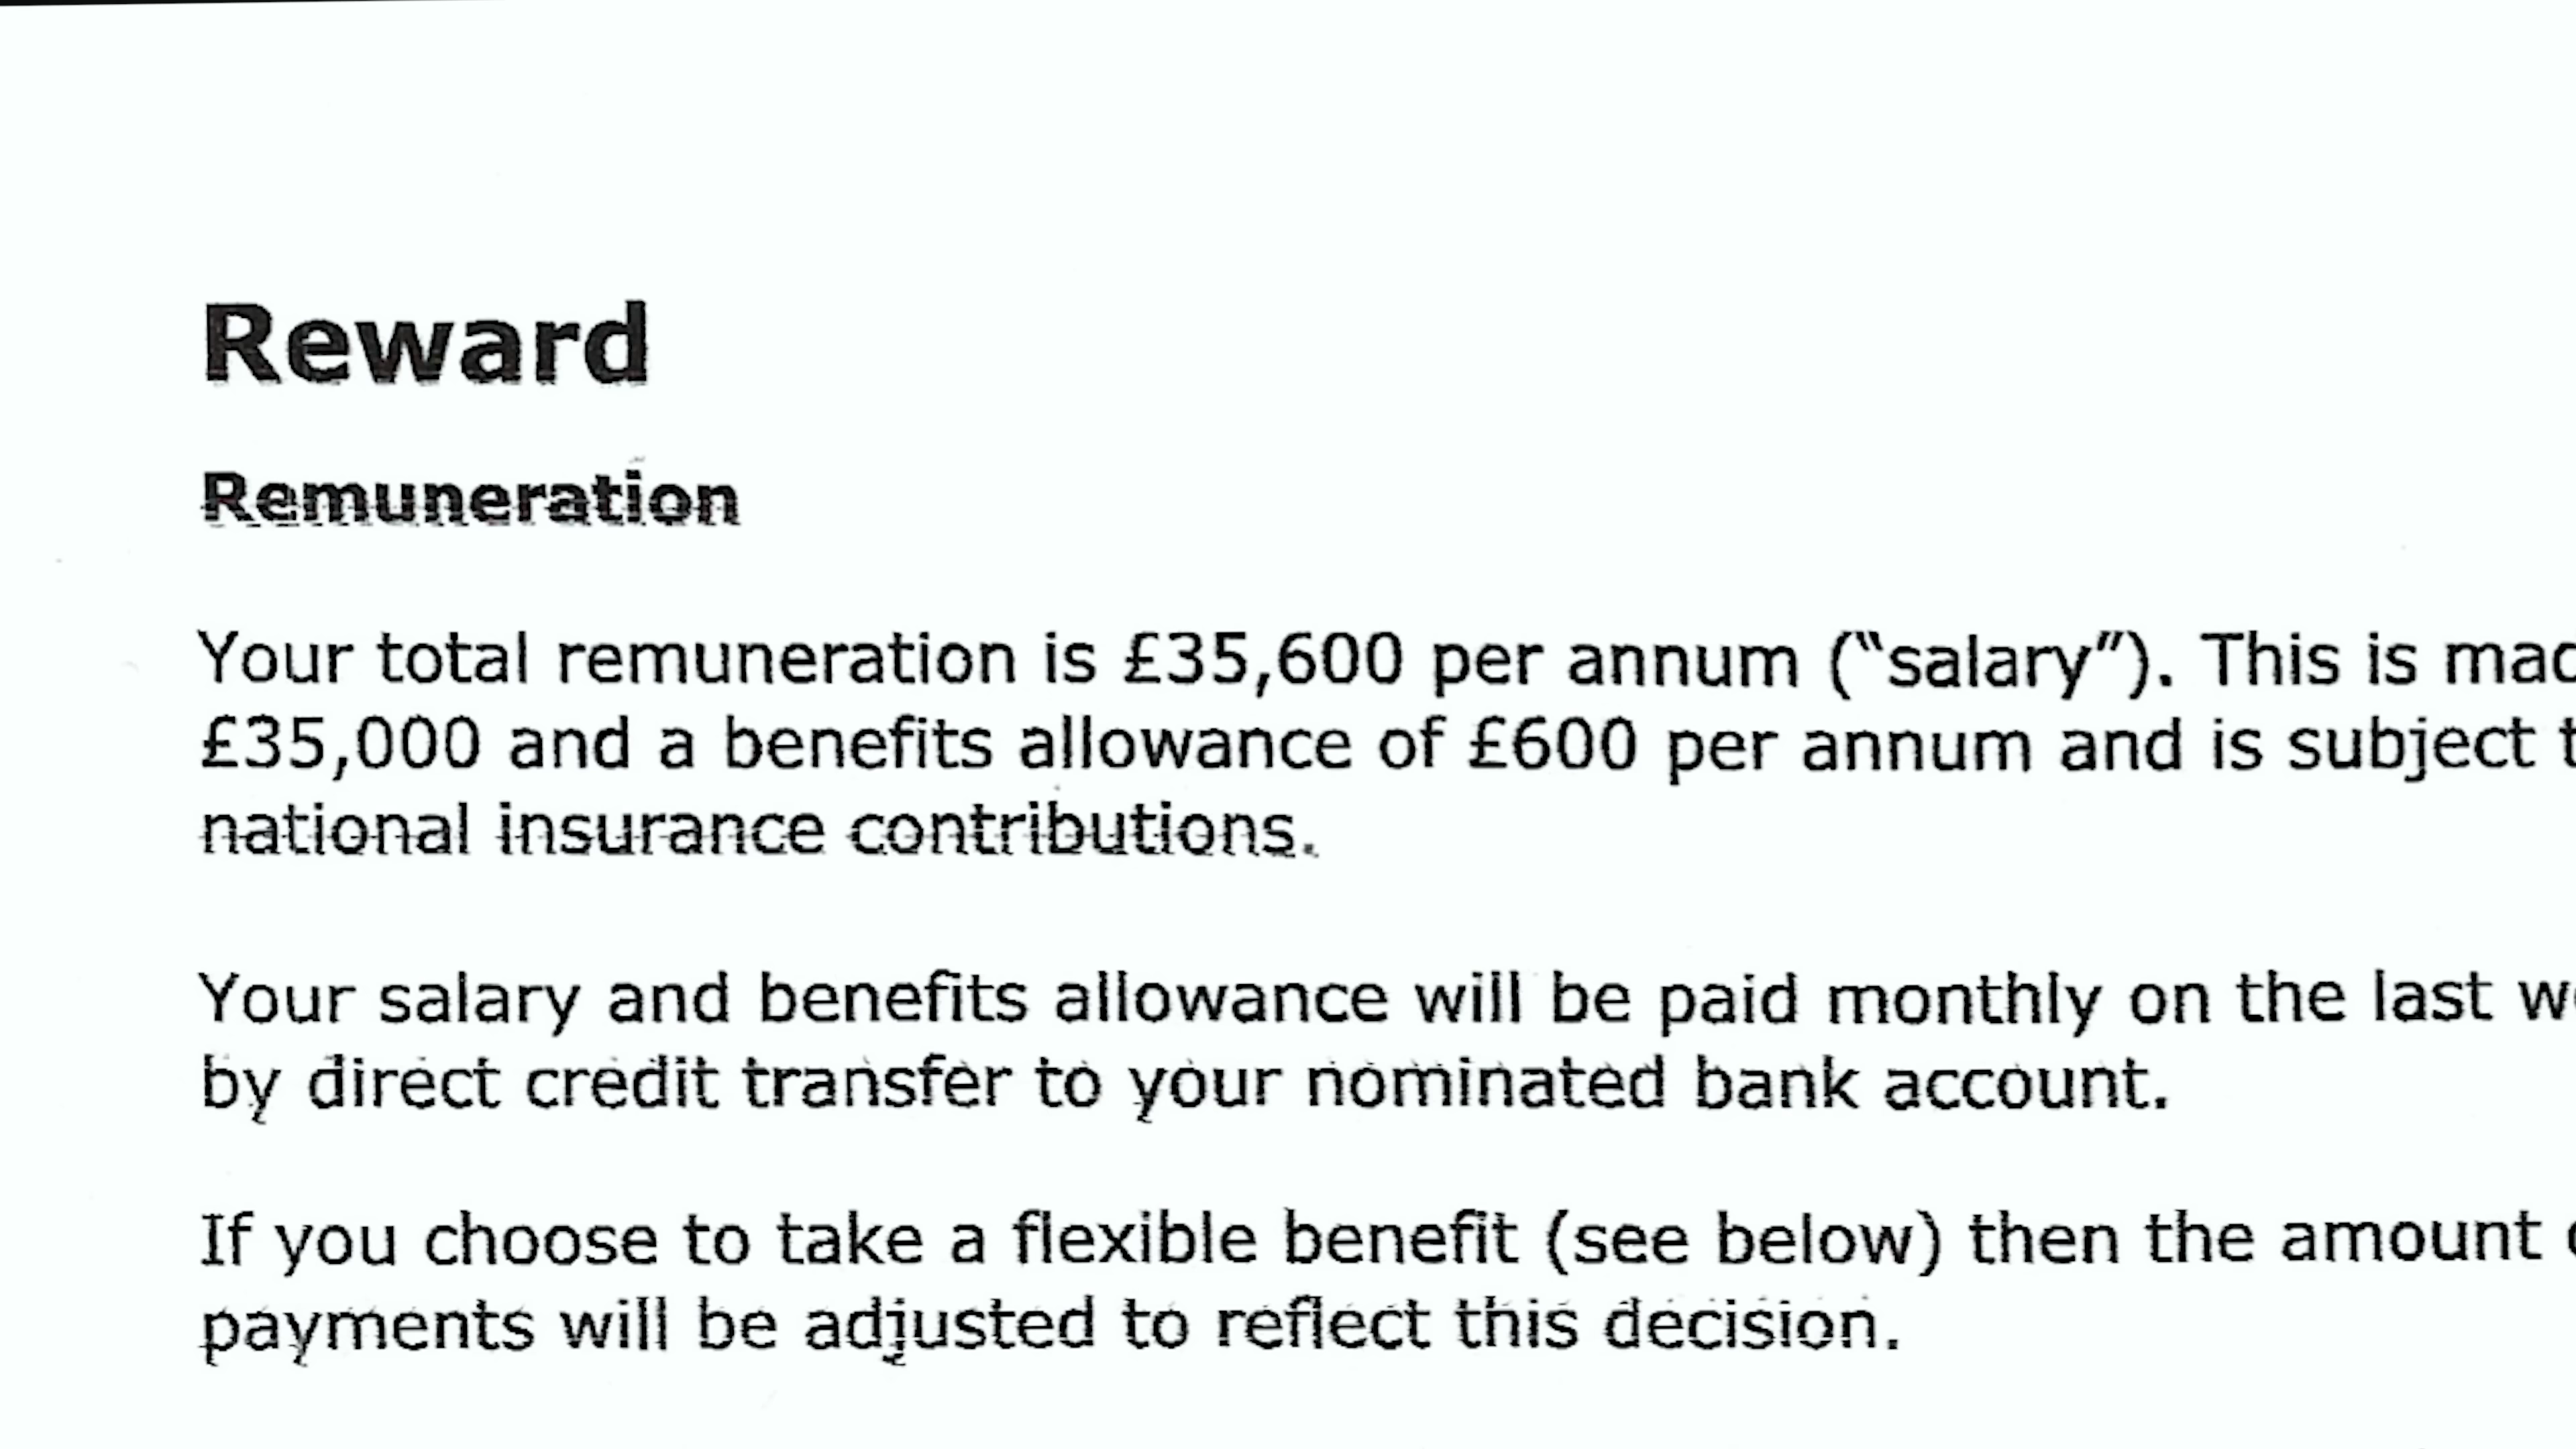 Reward
Remuneration
Your total remuneration is £35,600 per annum (“salary”). This is
£35,000 and a benefits allowance of £600 per annum and is subject
national insurance contributions.
Your salary and benefits allowance will be paid monthly on the last
by direct credit transfer to your nominated bank account.
If you choose to take a flexible benefit (see below) then the amount
payments will be adjusted to reflect this decision.